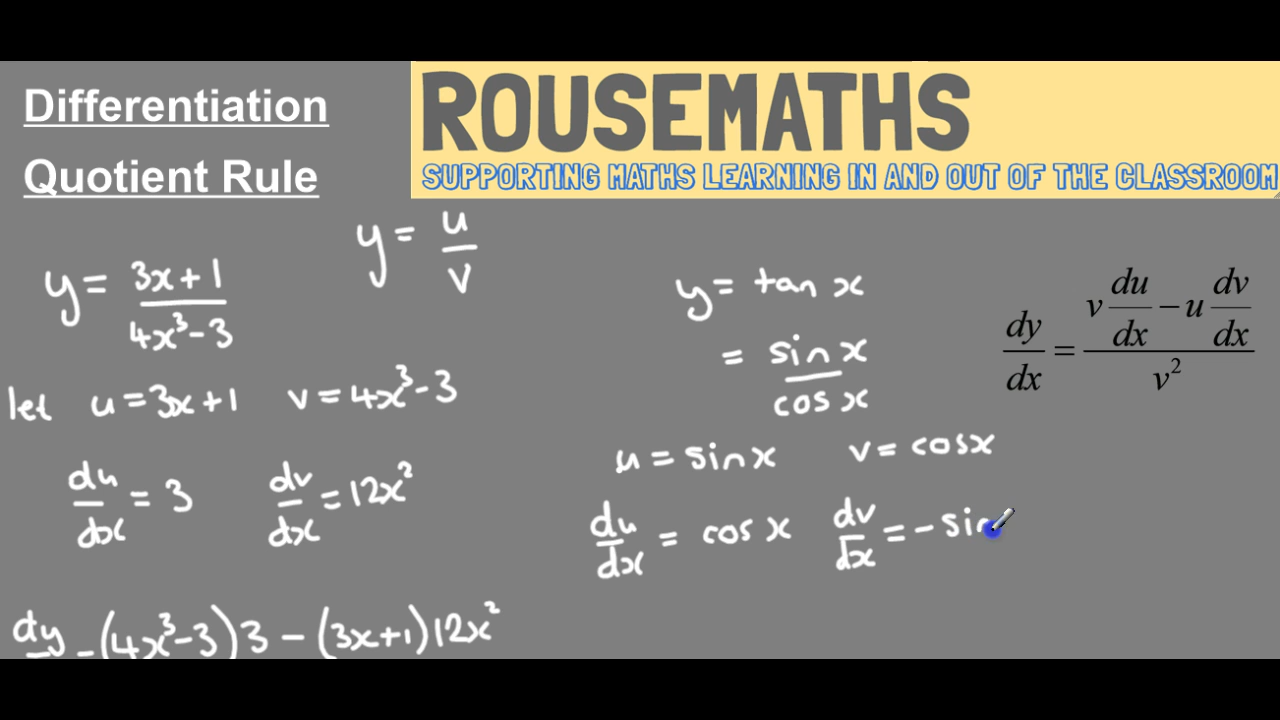 Differentiation
Quotient Rule
ROUSEMATHS
SUPPORTING MATHS LEARNING IN AND OUT OF THE CLASSROOM
y = u/v
y = (3x+1)/(4x³-3)
let u = 3x+1 v = 4x³-3
du/dx = 3 dv/dx = 12x²
dy = (4x³-3)3 - (3x+1)12x²
y = tan x
= sin x/cos x
u = sin x v = cos x
du/dx = cos x dv/dx = - sin
dy/dx = (v du/dx − u dv/dx)/v²